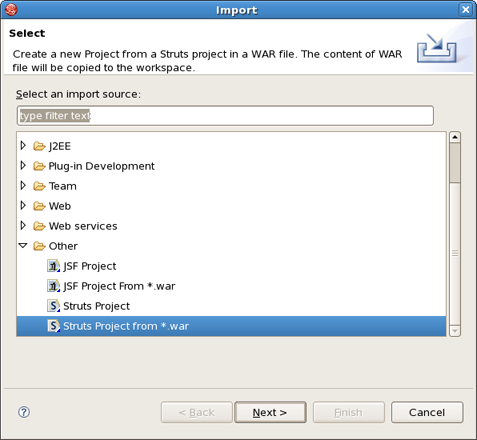 Import
Select
Create a new Project from a Struts project in a WAR file. The content of WAR
file will be copied to the workspace.
Select an import source:
type filter text
J2EE
Plug-in Development
Team
Web
Web services
Other
JSF Project
JSF Project From *.war
Struts Project
Struts Project from *.war
?
< Back
Next >
Finish
Cancel